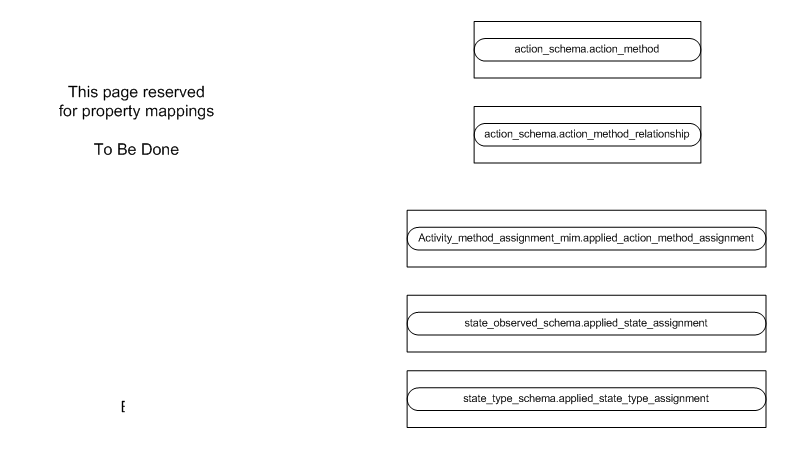 This page reserved
for property mappings
To Be Done
action_schema.action_method
action_schema.action_method_relationship
Activity_method_assignment_mim.applied_action_method_assignment
state_observed_schema.applied_state_assignment
state_type_schema.applied_state_type_assignment